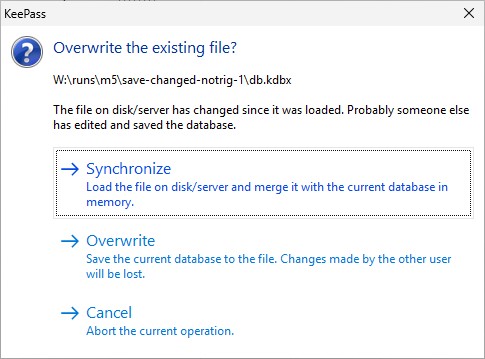 KeePass
Overwrite the existing file?
W:\runs\m5\save-changed-notrig-1\db.kdbx
The file on disk/server has changed since it was loaded. Probably someone else
has edited and saved the database.
Synchronize
Load the file on disk/server and merge it with the current database in
memory.
Overwrite
Save the current database to the file. Changes made by the other user
will be lost.
Cancel
Abort the current operation.